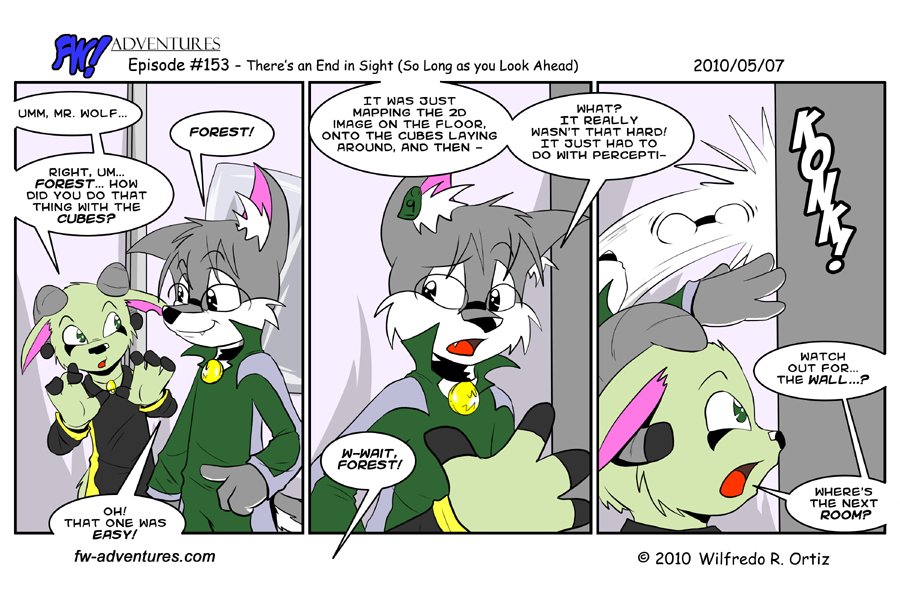 FW! ADVENTURES
Episode #153 - There's an End in Sight (So Long as you Look Ahead)
2010/05/07
UMM, MR. WOLF...
RIGHT, UM...
FOREST... HOW
DID YOU DO THAT
THING WITH THE
CUBES?
FOREST!
OH!
THAT ONE WAS
EASY!
IT WAS JUST
MAPPING THE 2D
IMAGE ON THE FLOOR,
ONTO THE CUBES LAYING
AROUND, AND THEN -
9
WHAT?
IT REALLY
WASN'T THAT HARD!
IT JUST HAD TO
DO WITH PERCEPTI-
W-WAIT,
FOREST!
KONK!
WATCH
OUT FOR...
THE WALL...?
WHERE'S
THE NEXT
ROOM?
fw-adventures.com
© 2010 Wilfredo R. Ortiz